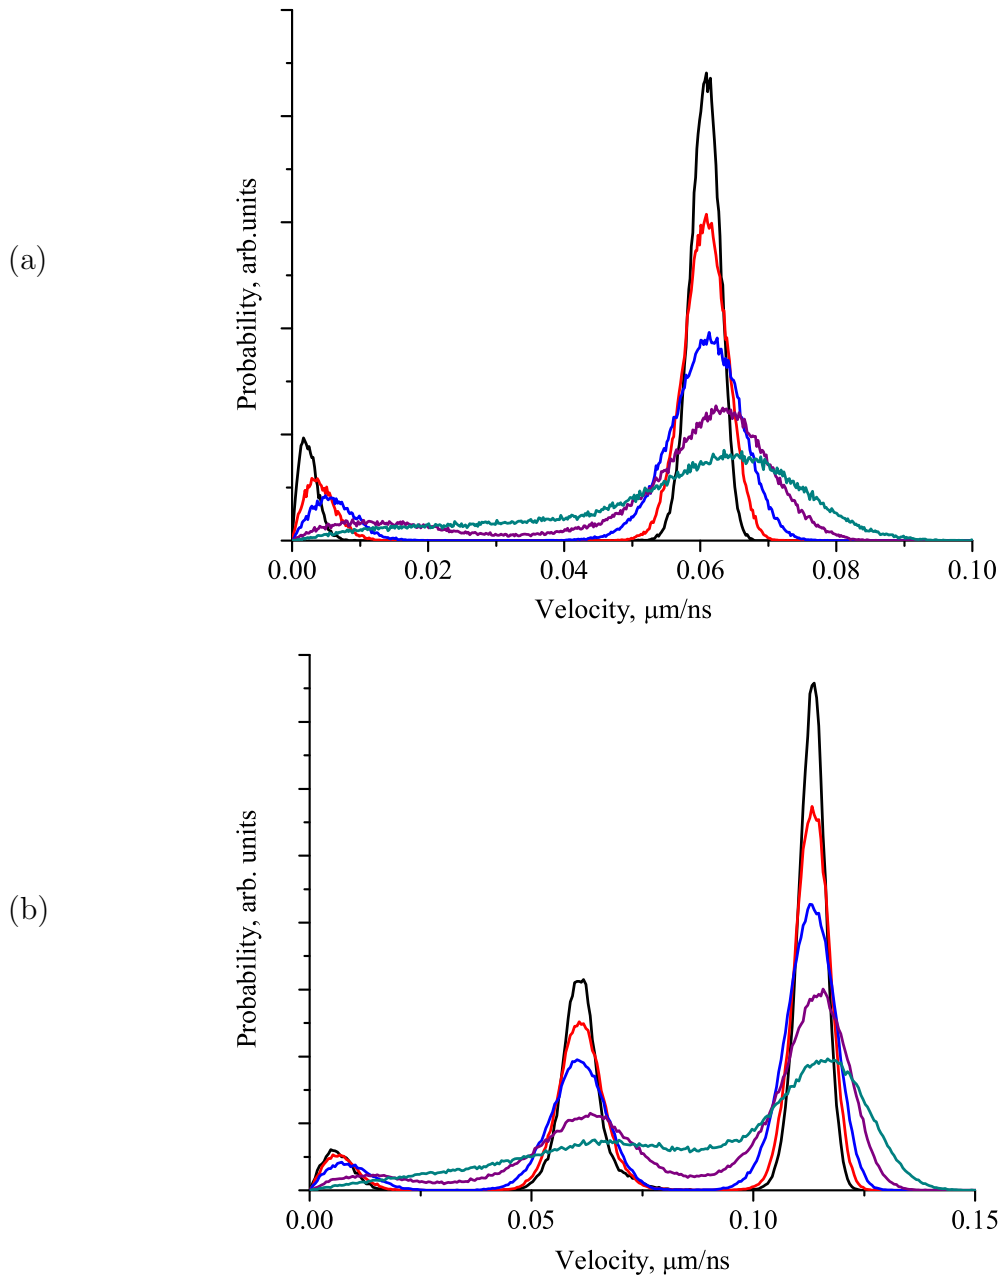 (a)
Probability, arb.units
0.00 0.02 0.04 0.06 0.08 0.10
Velocity, μm/ns
(b)
Probability, arb. units
0.00 0.05 0.10 0.15
Velocity, μm/ns